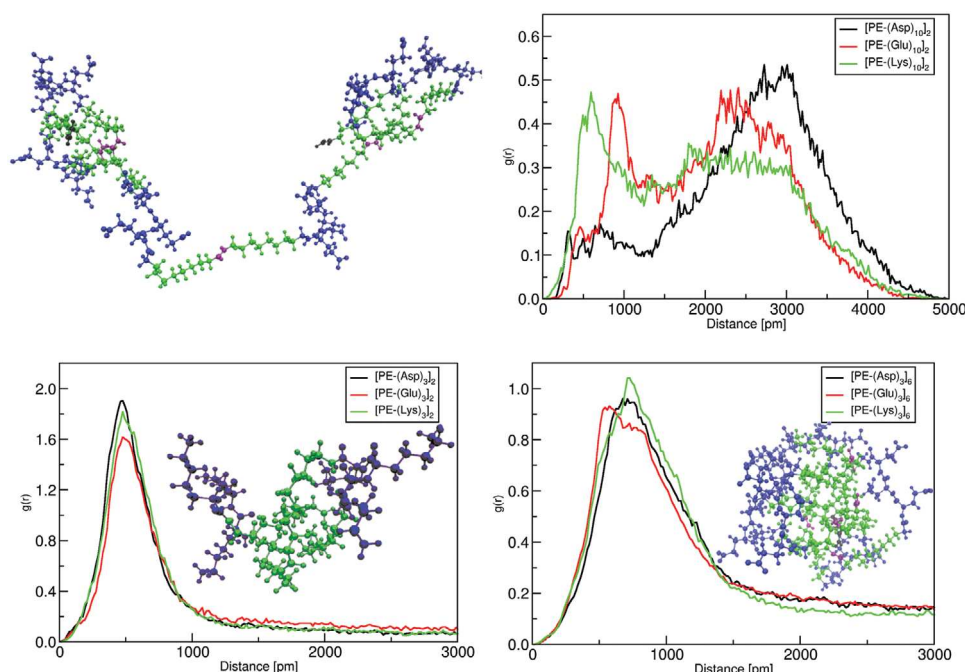 [PE-(Asp)10]2
[PE-(Glu)10]2
[PE-(Lys)10]2
g(r)
0.6
0.5
0.4
0.3
0.2
0.1
0.0
0 1000 2000 3000 4000 5000
Distance [pm]
[PE-(Asp)3]2
[PE-(Glu)3]2
[PE-(Lys)3]2
g(r)
2.0
1.6
1.2
0.8
0.4
0.0
0 1000 2000 3000
Distance [pm]
[PE-(Asp)3]6
[PE-(Glu)3]6
[PE-(Lys)3]6
g(r)
1.0
0.8
0.6
0.4
0.2
0.0
0 1000 2000 3000
Distance [pm]